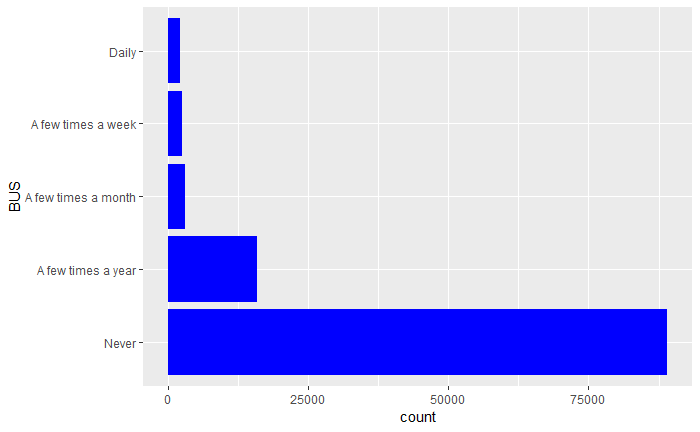 Daily
A few times a week
A few times a month
A few times a year
Never
BUS
0 25000 50000 75000
count